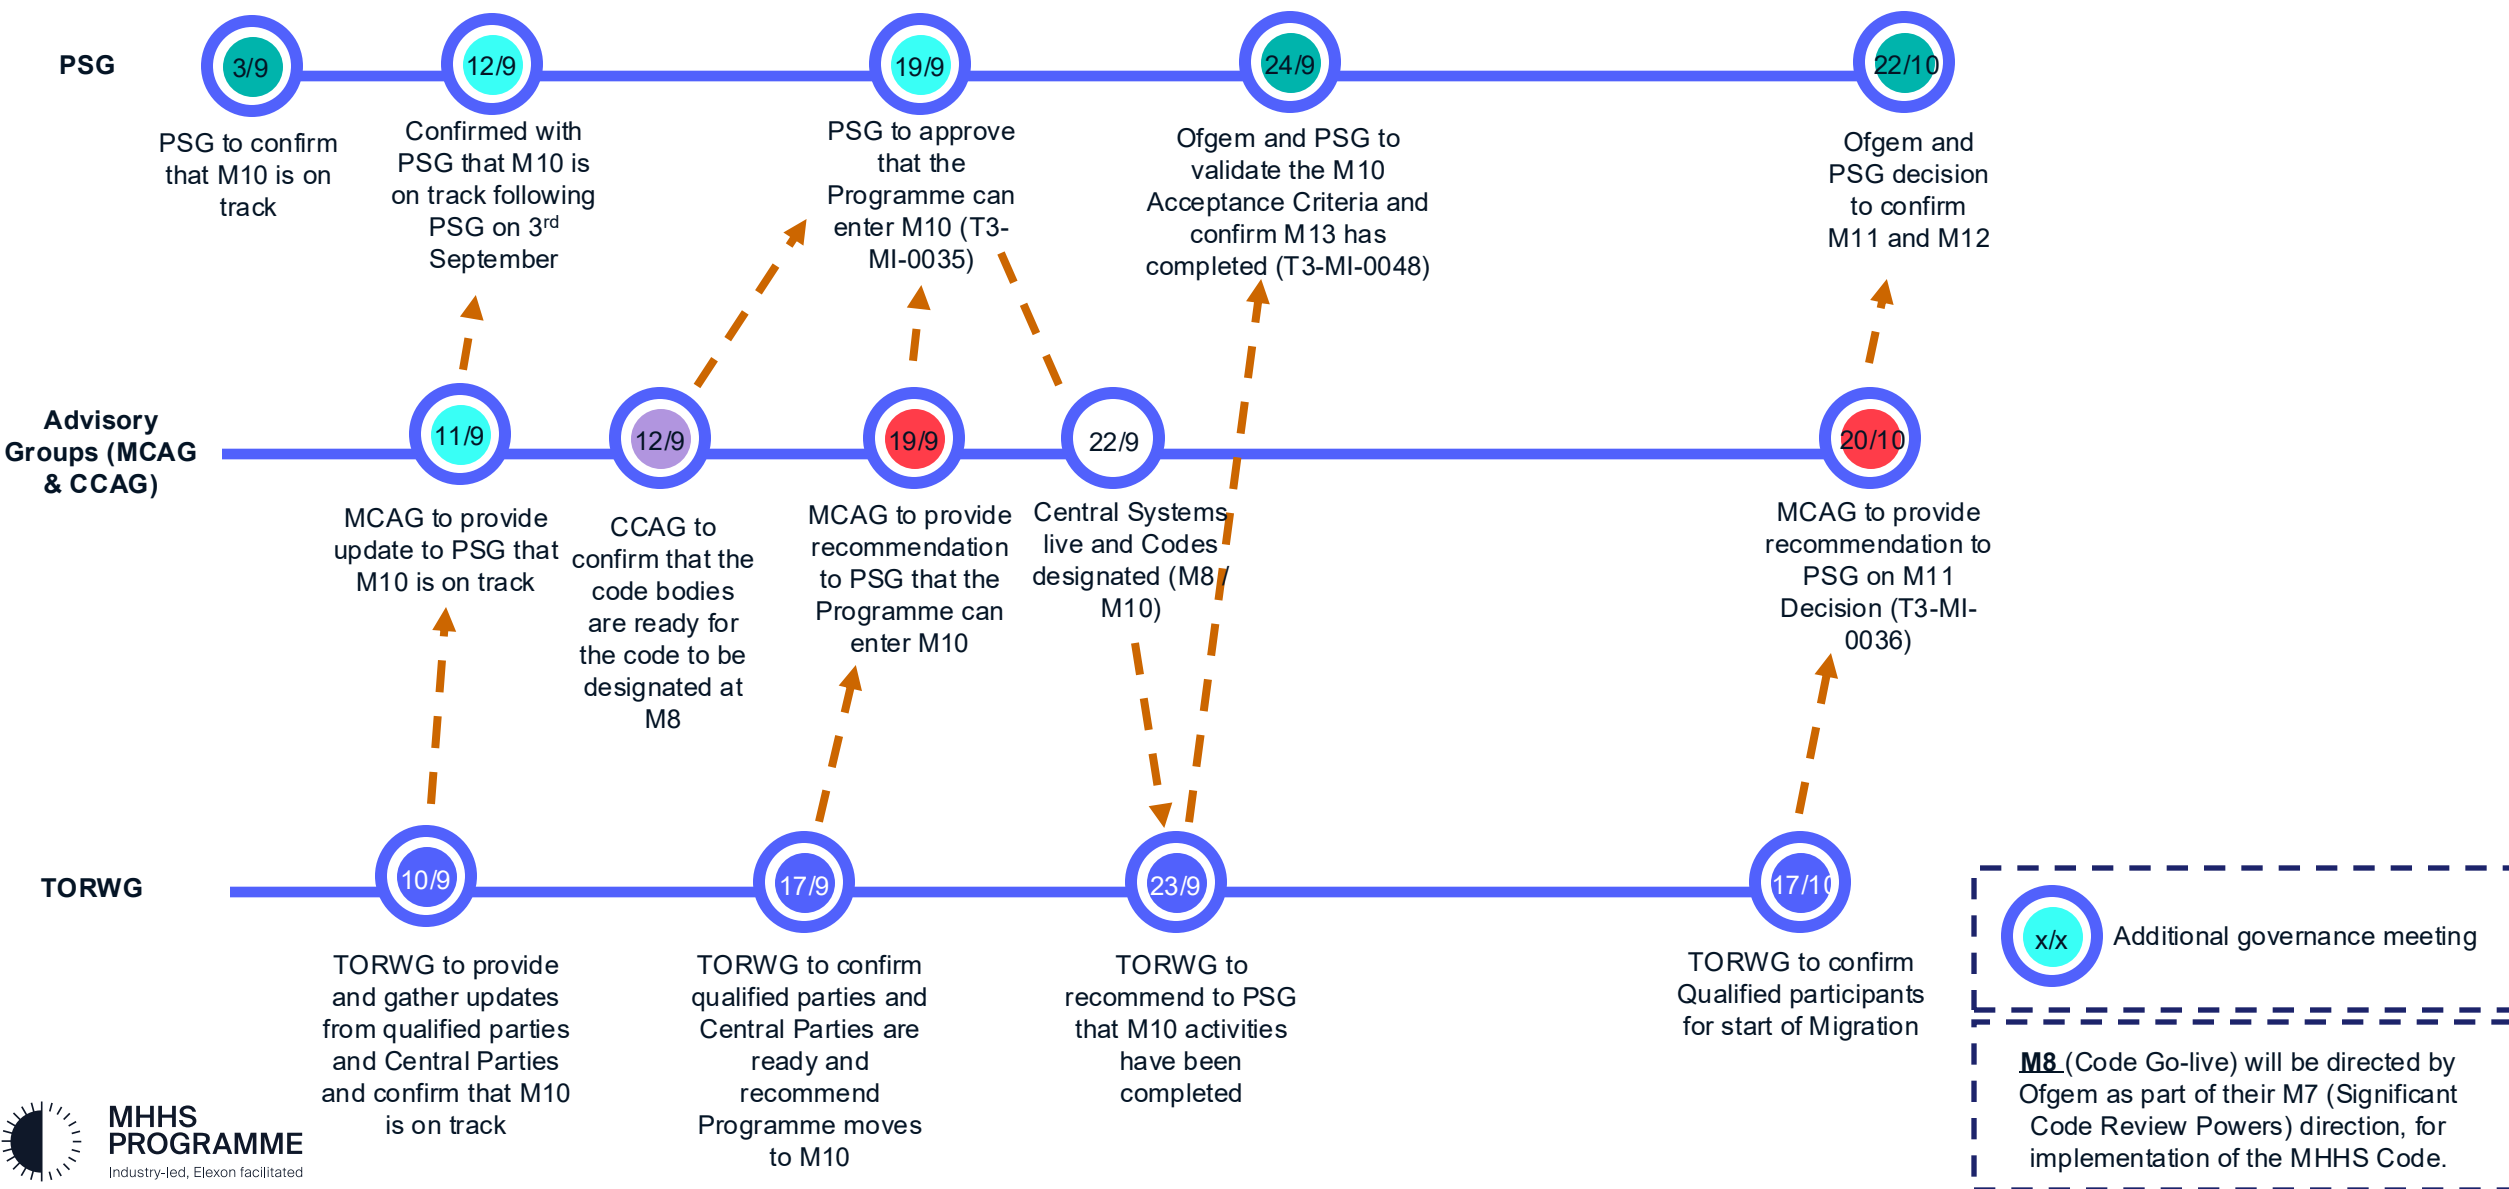 PSG
3/9
12/9
19/9
24/9
22/10
PSG to confirm
that M10 is on
track
Confirmed with
PSG that M10 is
on track following
PSG on 3rd
September
PSG to approve
that the
Programme can
enter M10 (T3-
MI-0035)
Ofgem and PSG to
validate the M10
Acceptance Criteria and
confirm M13 has
completed (T3-MI-0048)
Ofgem and
PSG decision
to confirm
M11 and M12
Advisory
Groups (MCAG
& CCAG)
11/9
12/9
19/9
22/9
20/10
MCAG to provide
update to PSG that
M10 is on track
CCAG to
confirm that the
code bodies
are ready for
the code to be
designated at
M8
MCAG to provide
recommendation
to PSG that the
Programme can
enter M10
Central Systems
live and Codes
designated (M8 /
M10)
MCAG to provide
recommendation to
PSG on M11
Decision (T3-MI-
0036)
TORWG
10/9
17/9
23/9
17/10
TORWG to provide
and gather updates
from qualified parties
and Central Parties
and confirm that M10
is on track
TORWG to confirm
qualified parties and
Central Parties are
ready and
recommend
Programme moves
to M10
TORWG to
recommend to PSG
that M10 activities
have been
completed
TORWG to confirm
Qualified participants
for start of Migration
x/x
Additional governance meeting
M8 (Code Go-live) will be directed by
Ofgem as part of their M7 (Significant
Code Review Powers) direction, for
implementation of the MHHS Code.
MHHS
PROGRAMME
Industry-led, Elexon facilitated